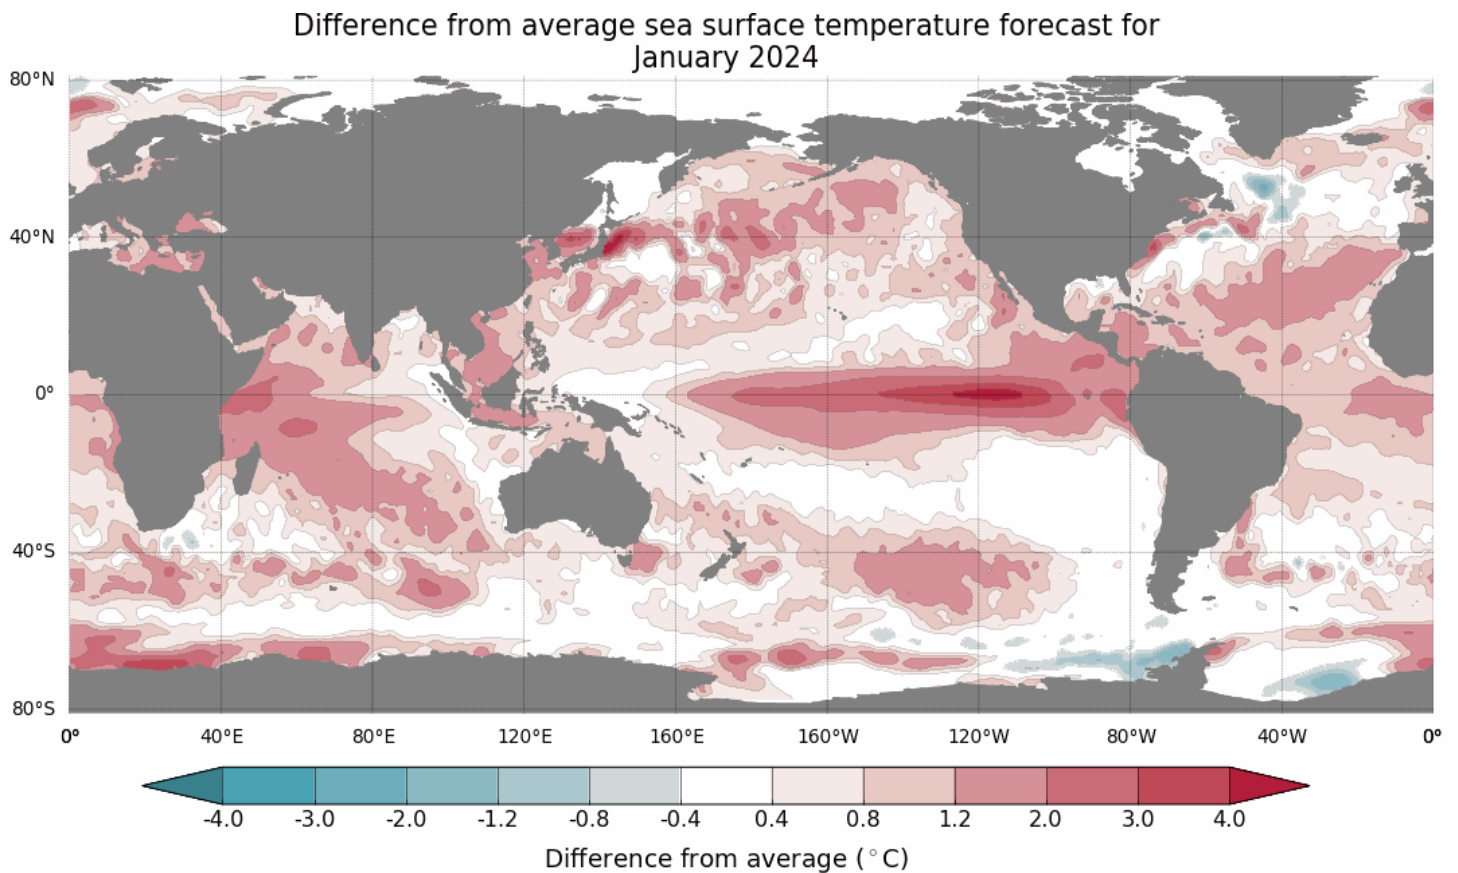 Difference from average sea surface temperature forecast for
January 2024
80°N
40°N
0°
40°S
80°S
0° 40°E 80°E 120°E 160°E 160°W 120°W 80°W 40°W 0°
-4.0 -3.0 -2.0 -1.2 -0.8 -0.4 0.4 0.8 1.2 2.0 3.0 4.0
Difference from average (°C)